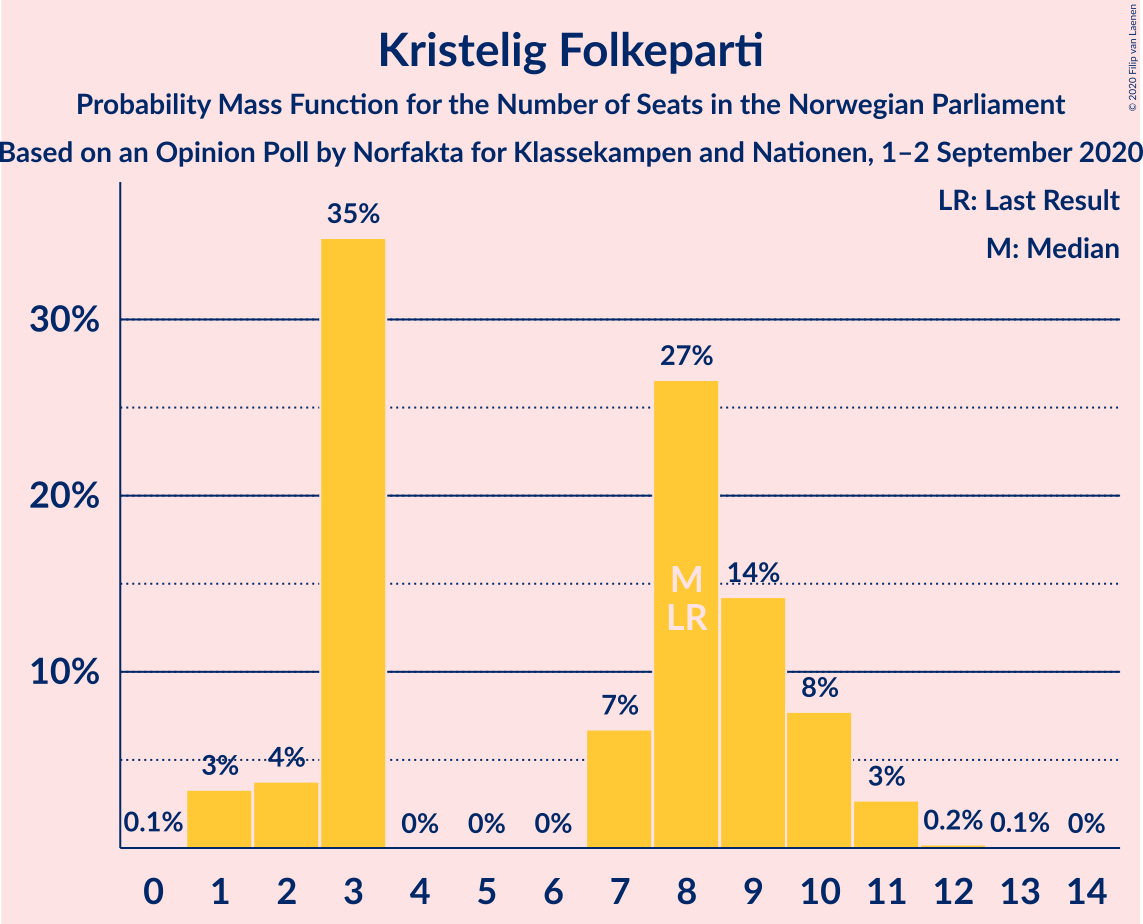 Kristelig Folkeparti
Probability Mass Function for the Number of Seats in the Norwegian Parliament
Based on an Opinion Poll by Norfakta for Klassekampen and Nationen, 1–2 September 2020
© 2020 Filip van Laenen
LR: Last Result
M: Median
35%
30%
27%
20%
M
LR
14%
10%
8%
7%
3%
4%
3%
0.1%
0%
0%
0%
0.2%
0.1%
0%
0 1 2 3 4 5 6 7 8 9 10 11 12 13 14